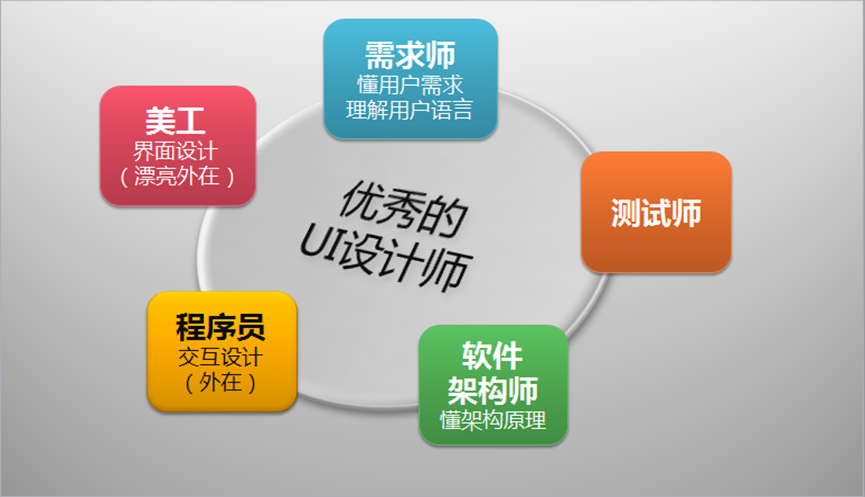 需求师
懂用户需求
理解用户语言
美工
界面设计
（漂亮外在）
测试师
优秀的
UI设计师
程序员
交互设计
（外在）
软件
架构师
懂架构原理